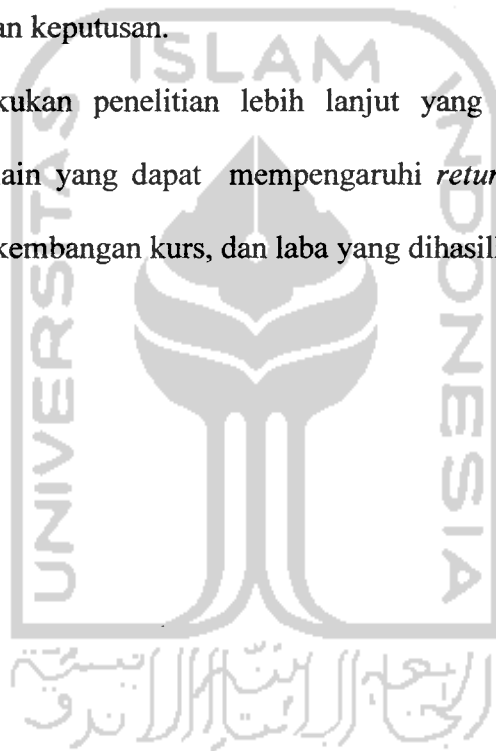 an keputusan.
kukan penelitian lebih lanjut yang
ain yang dapat mempengaruhi retur
kembangan kurs, dan laba yang dihasil
ISLAM
UNIVERSITAS
INDONESIA